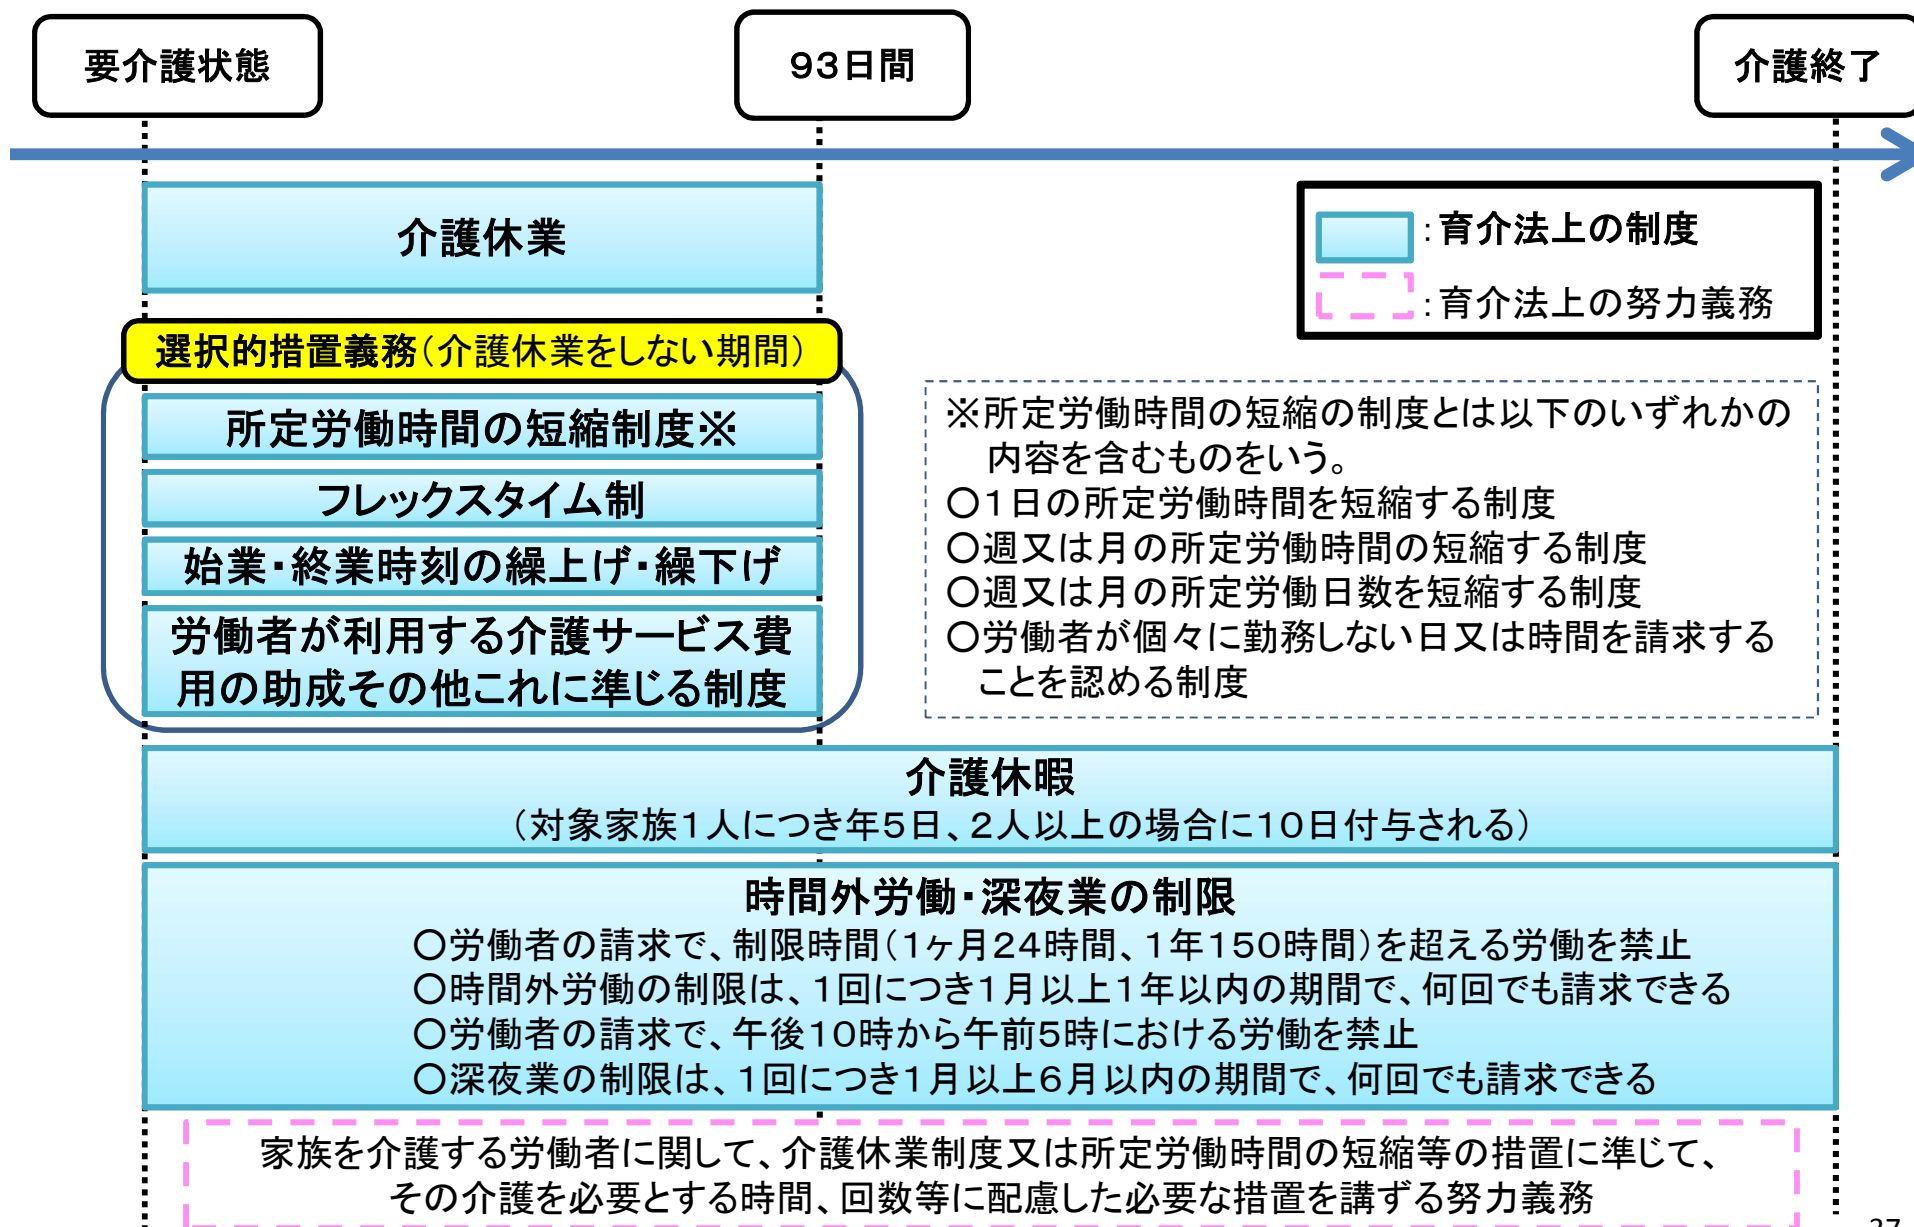 要介護状態
93日間
介護終了
介護休業
:育介法上の制度
:育介法上の努力義務
選択的措置義務(介護休業をしない期間)
所定労働時間の短縮制度※
フレックスタイム制
始業・終業時刻の繰上げ・繰下げ
労働者が利用する介護サービス費
用の助成その他これに準じる制度
※所定労働時間の短縮の制度とは以下のいずれかの
内容を含むものをいう。
○1日の所定労働時間を短縮する制度
○週又は月の所定労働時間の短縮する制度
○週又は月の所定労働日数を短縮する制度
○労働者が個々に勤務しない日又は時間を請求する
ことを認める制度
介護休暇
(対象家族1人につき年5日、2人以上の場合に10日付与される)
時間外労働・深夜業の制限
○労働者の請求で、制限時間(1ヶ月24時間、1年150時間)を超える労働を禁止
○時間外労働の制限は、1回につき1月以上1年以内の期間で、何回でも請求できる
○労働者の請求で、午後10時から午前5時における労働を禁止
○深夜業の制限は、1回につき1月以上6月以内の期間で、何回でも請求できる
家族を介護する労働者に関して、介護休業制度又は所定労働時間の短縮等の措置に準じて、
その介護を必要とする時間、回数等に配慮した必要な措置を講ずる努力義務